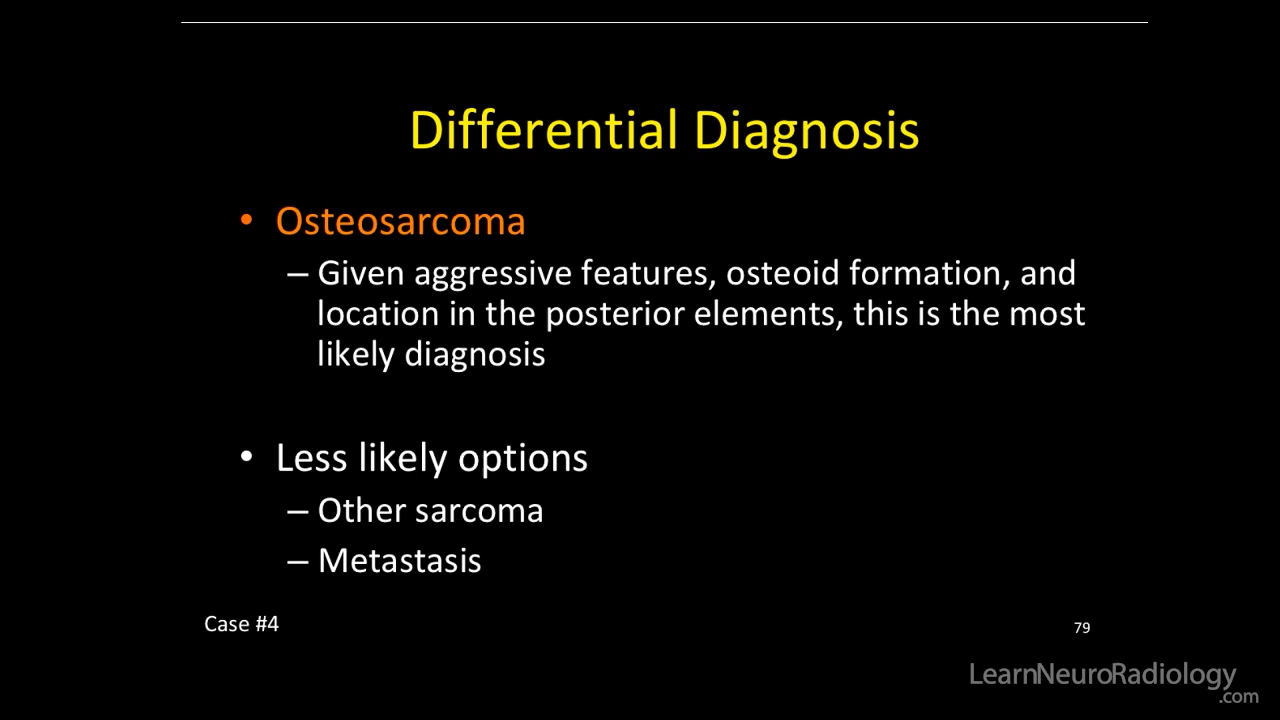 Differential Diagnosis
• Osteosarcoma
– Given aggressive features, osteoid formation, and
location in the posterior elements, this is the most
likely diagnosis
• Less likely options
– Other sarcoma
– Metastasis
Case #4
79
LearnNeuroRadiology
.com